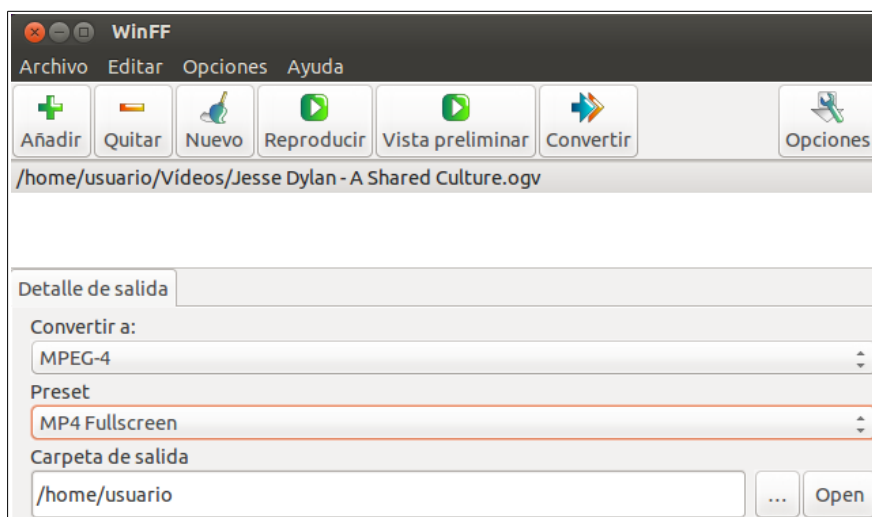 WinFF
Archivo Editar Opciones Ayuda
Añadir Quitar Nuevo Reproducir Vista preliminar Convertir Opciones
/home/usuario/Vídeos/Jesse Dylan - A Shared Culture.ogv
Detalle de salida
Convertir a:
MPEG-4
Preset
MP4 Fullscreen
Carpeta de salida
/home/usuario ... Open